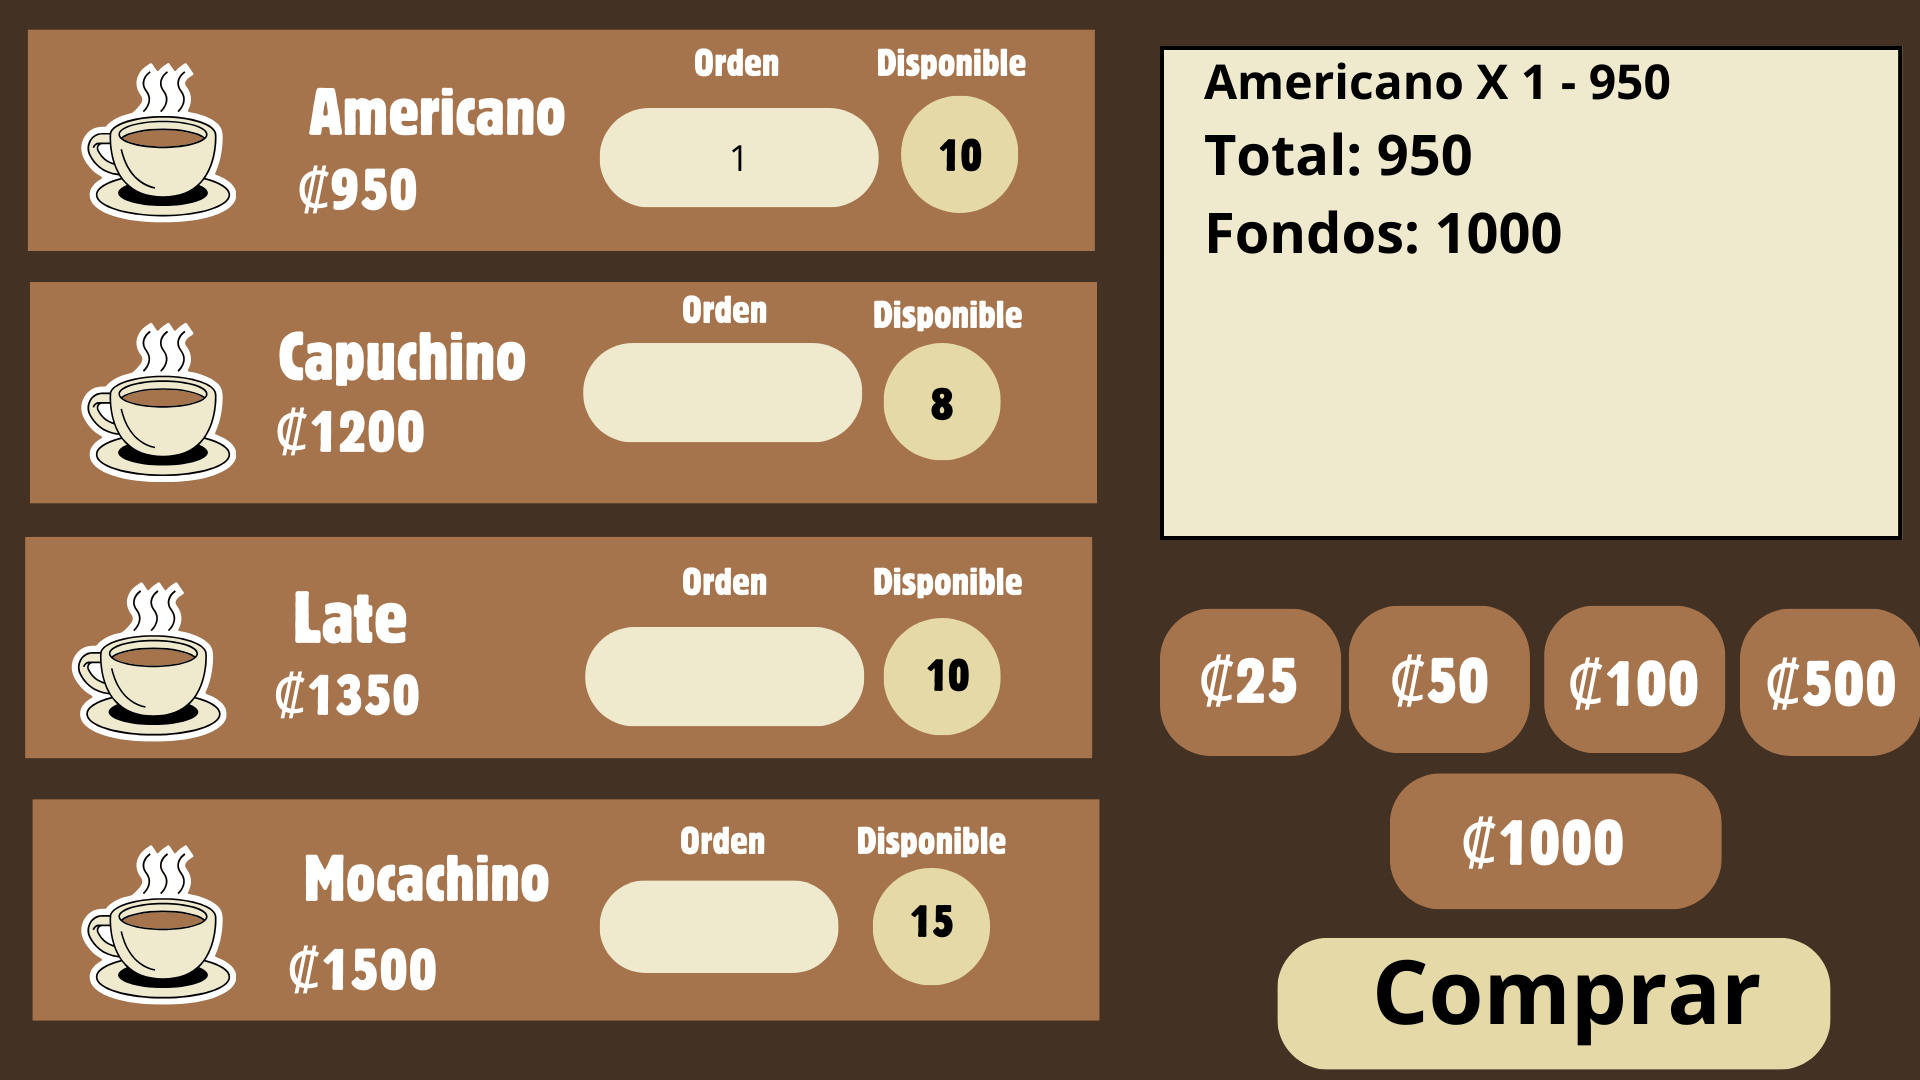 Orden
Disponible
Americano
1
10
₡950
Orden
Disponible
Capuchino
8
₡1200
Orden
Disponible
Late
10
₡1350
Orden
Disponible
Mocachino
15
₡1500
Americano X 1 - 950
Total: 950
Fondos: 1000
₡25
₡50
₡100
₡500
₡1000
Comprar